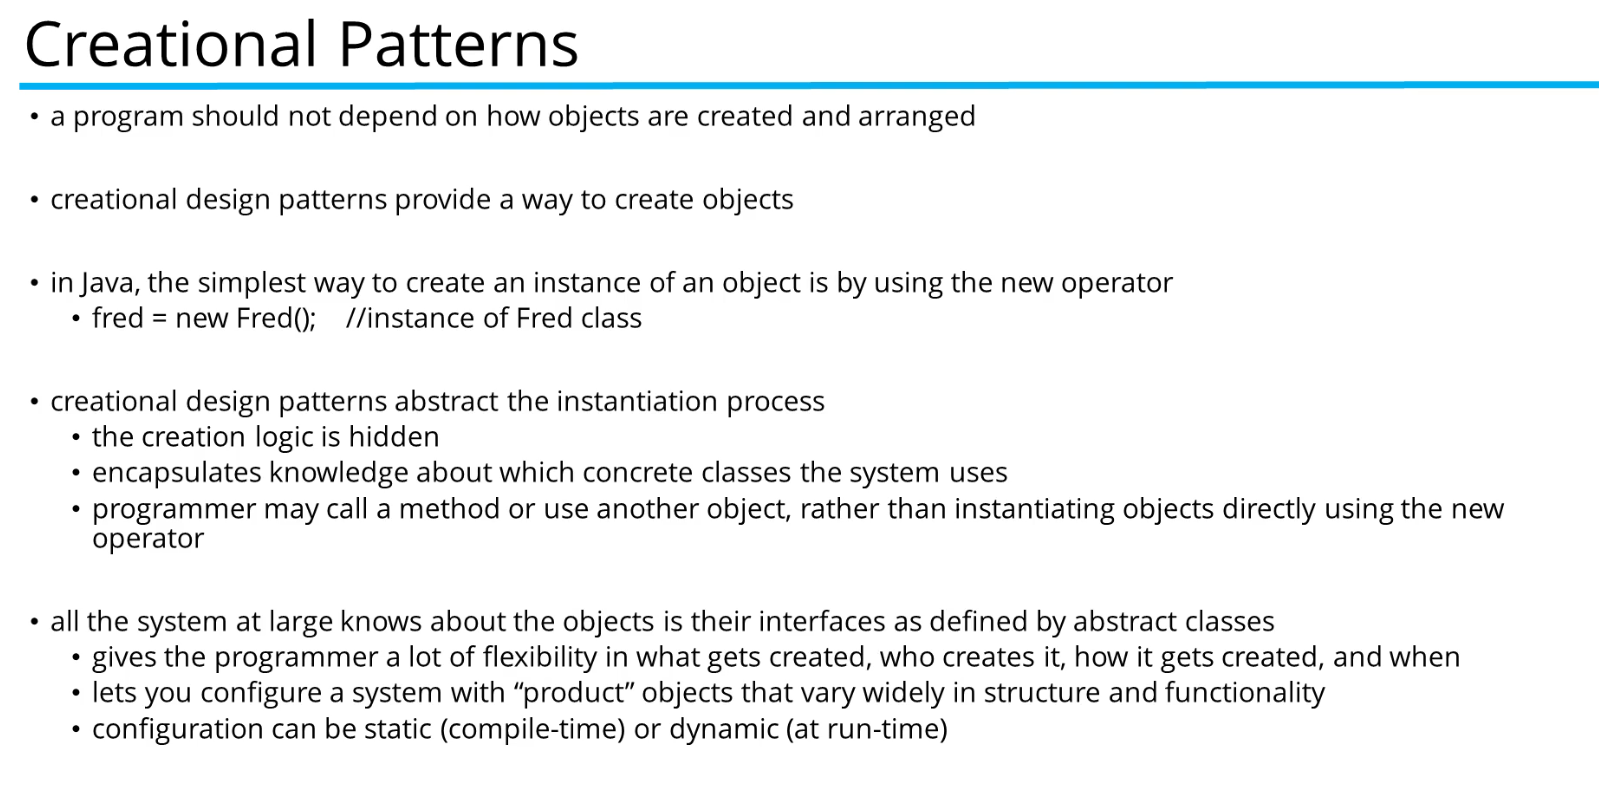 Creational Patterns
• a program should not depend on how objects are created and arranged
• creational design patterns provide a way to create objects
• in Java, the simplest way to create an instance of an object is by using the new operator
• fred = new Fred(); //instance of Fred class
• creational design patterns abstract the instantiation process
• the creation logic is hidden
• encapsulates knowledge about which concrete classes the system uses
• programmer may call a method or use another object, rather than instantiating objects directly using the new
operator
• all the system at large knows about the objects is their interfaces as defined by abstract classes
• gives the programmer a lot of flexibility in what gets created, who creates it, how it gets created, and when
• lets you configure a system with “product” objects that vary widely in structure and functionality
• configuration can be static (compile-time) or dynamic (at run-time)